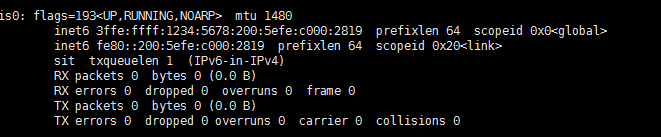 is0: flags=193<UP,RUNNING,NOARP>  mtu 1480
        inet6 3ffe:ffff:1234:5678:200:5efe:c000:2819  prefixlen 64  scopeid 0x0<global>
        inet6 fe80::200:5efe:c000:2819  prefixlen 64  scopeid 0x20<link>
        sit  txqueuelen 1  (IPv6-in-IPv4)
        RX packets 0  bytes 0 (0.0 B)
        RX errors 0  dropped 0  overruns 0  frame 0
        TX packets 0  bytes 0 (0.0 B)
        TX errors 0  dropped 0 overruns 0  carrier 0  collisions 0